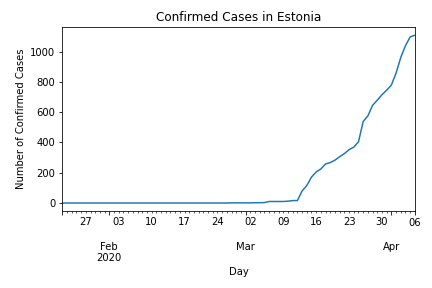 Confirmed Cases in Estonia
Number of Confirmed Cases
1000
800
600
400
200
0
27 03 10 17 24 02 09 16 23 30 06
Feb Mar Apr
2020
Day